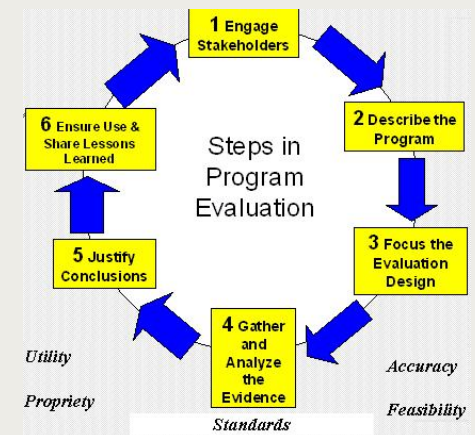 1 Engage
Stakeholders
2 Describe the
Program
3 Focus the
Evaluation
Design
4 Gather
and
Analyze
the
Evidence
5 Justify
Conclusions
6 Ensure Use &
Share Lessons
Learned
Steps in
Program
Evaluation
Utility
Propriety
Standards
Accuracy
Feasibility